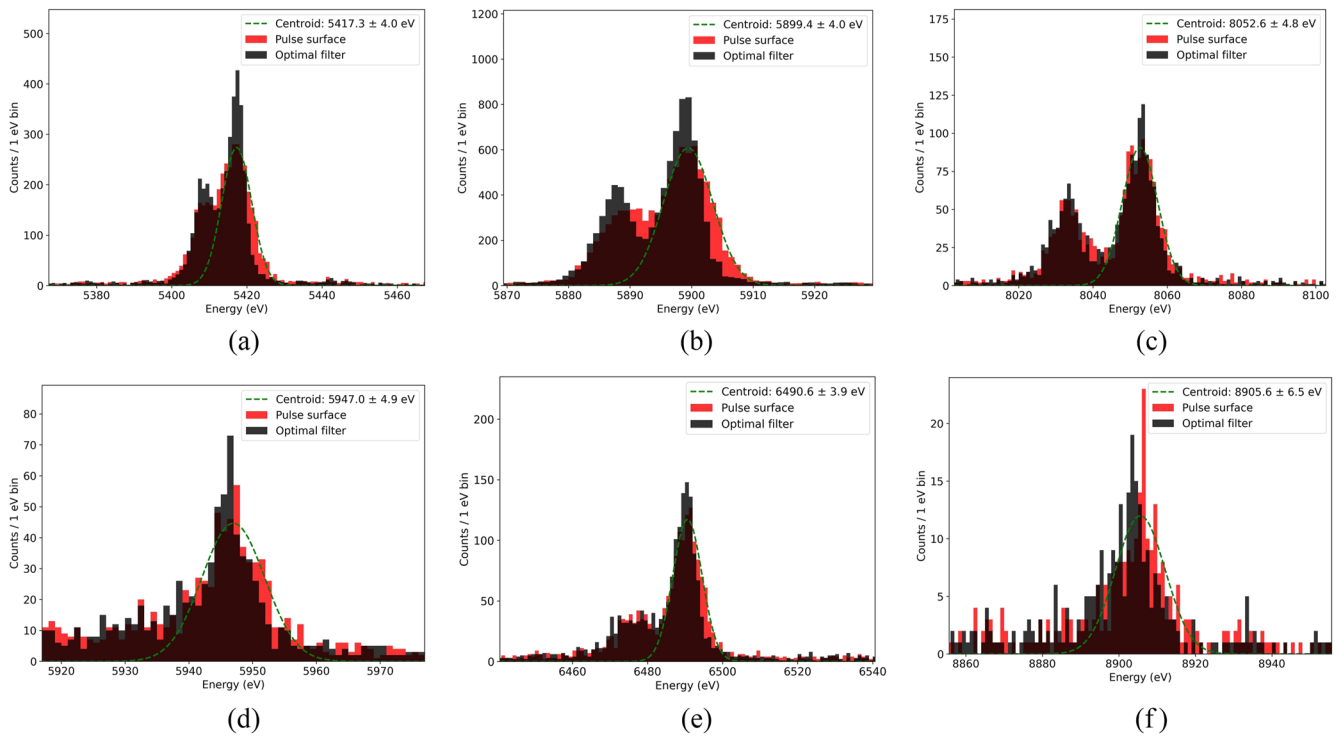 Centroid: 5417.3 ± 4.0 eV
Pulse surface
Optimal filter
Counts / 1 eV bin
500
400
300
200
100
0
5380 5400 5420 5440 5460
Energy (eV)
(a)
Centroid: 5899.4 ± 4.0 eV
Pulse surface
Optimal filter
Counts / 1 eV bin
1200
1000
800
600
400
200
0
5870 5880 5890 5900 5910 5920
Energy (eV)
(b)
Centroid: 8052.6 ± 4.8 eV
Pulse surface
Optimal filter
Counts / 1 eV bin
175
150
125
100
75
50
25
0
8020 8040 8060 8080 8100
Energy (eV)
(c)
Centroid: 5947.0 ± 4.9 eV
Pulse surface
Optimal filter
Counts / 1 eV bin
80
70
60
50
40
30
20
10
0
5920 5930 5940 5950 5960 5970
Energy (eV)
(d)
Centroid: 6490.6 ± 3.9 eV
Pulse surface
Optimal filter
Counts / 1 eV bin
200
150
100
50
0
6460 6480 6500 6520 6540
Energy (eV)
(e)
Centroid: 8905.6 ± 6.5 eV
Pulse surface
Optimal filter
Counts / 1 eV bin
20
15
10
5
0
8860 8880 8900 8920 8940
Energy (eV)
(f)